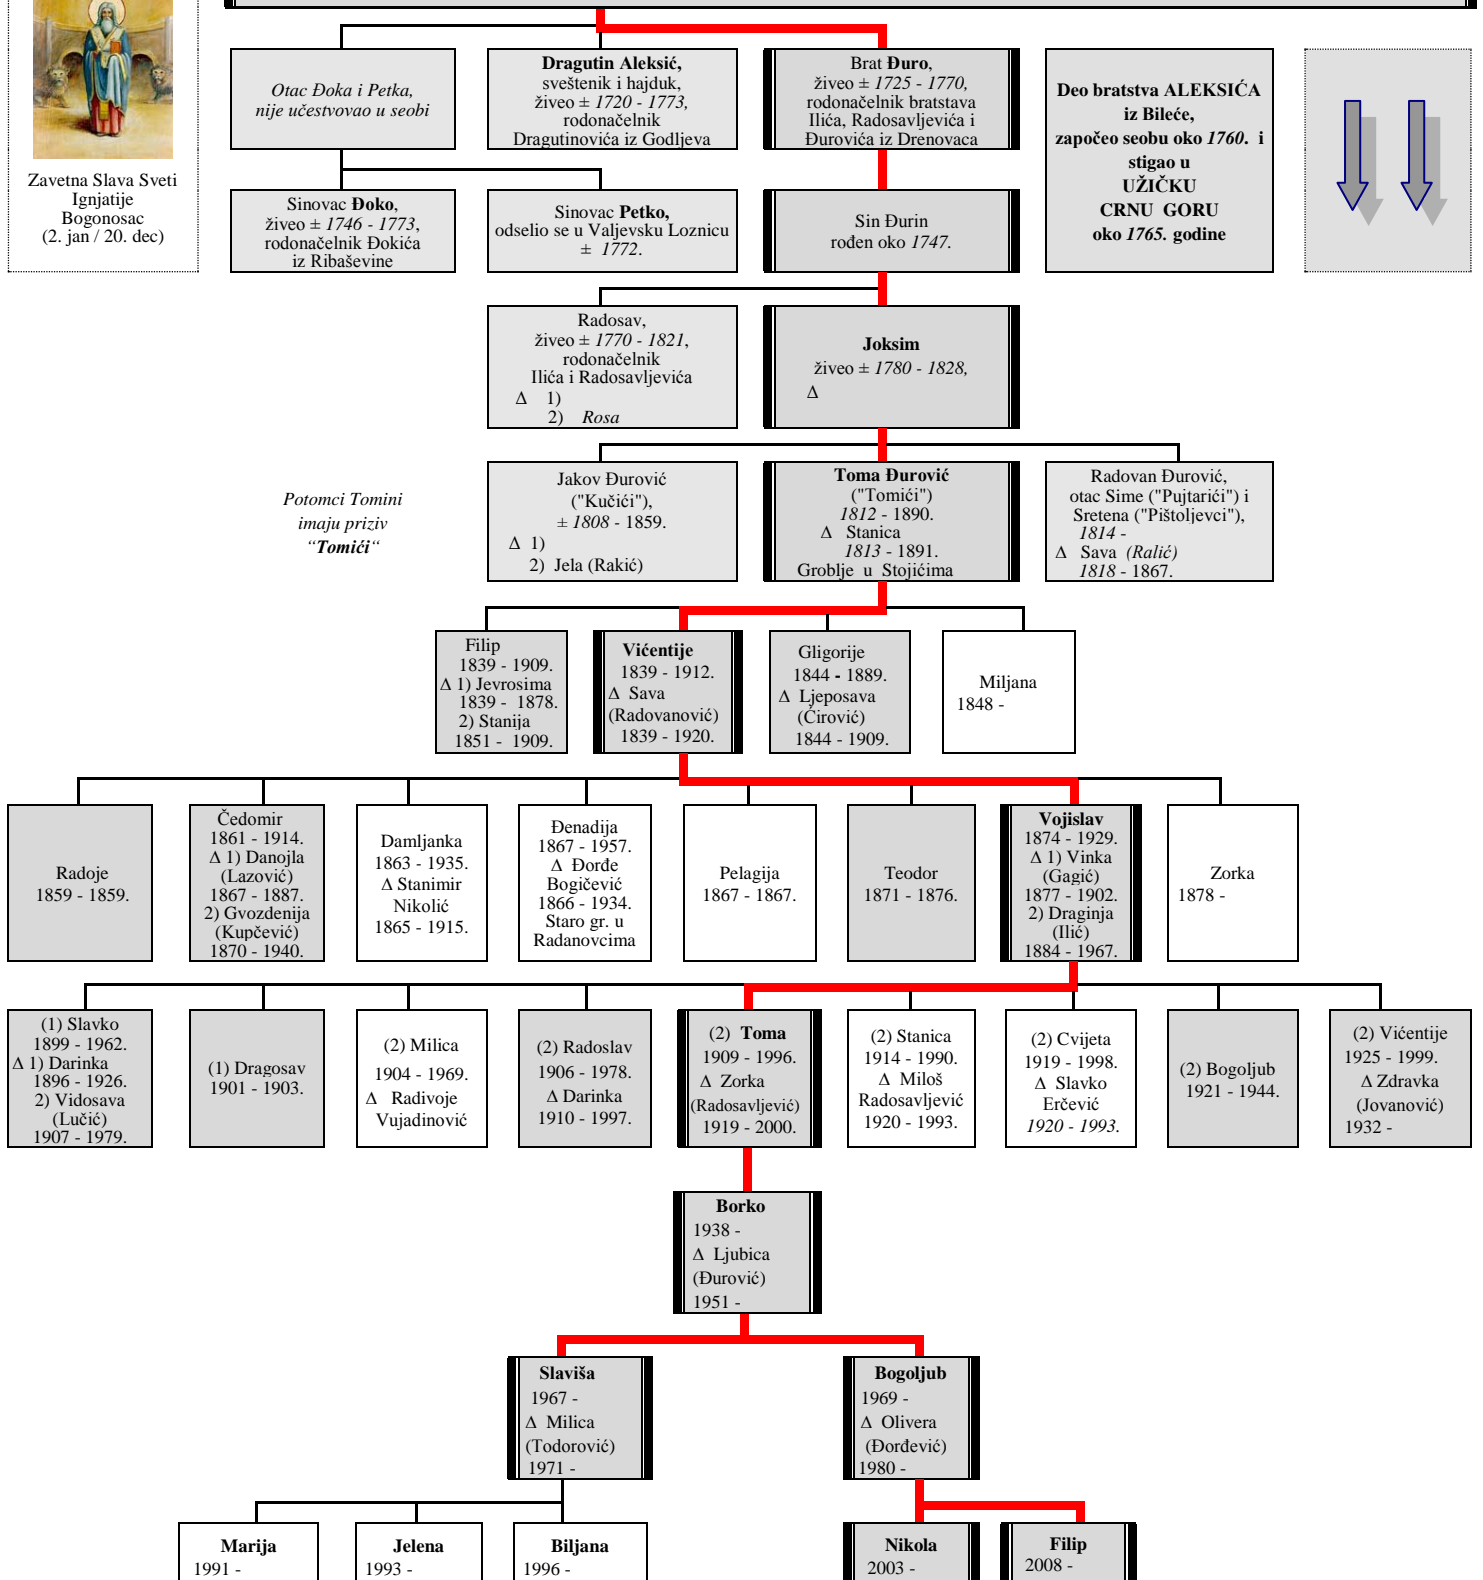 Zavetna Slava Sveti
Ignjatije
Bogonosac
(2. jan / 20. dec)
Otac Đoka i Petka,
nije učestvovao u seobi
Dragutin Aleksić,
sveštenik i hajduk,
živeo ± 1720 - 1773,
rodonačelnik
Dragutinovića iz Godljeva
Brat Đuro,
živeo ± 1725 - 1770,
rodonačelnik bratstava
Ilića, Radosavljevića i
Đurovića iz Drenovaca
Deo bratstva ALEKSIĆA
iz Bileće,
započeo seobu oko 1760. i
stigao u
UŽIČKU
CRNU GORU
oko 1765. godine
Sinovac Đoko,
živeo ± 1746 - 1773,
rodonačelnik Đokića
iz Ribaševine
Sinovac Petko,
odselio se u Valjevsku Loznicu
± 1772.
Sin Đurin
rođen oko 1747.
Radosav,
živeo ± 1770 - 1821,
rodonačelnik
Ilića i Radosavljevića
Δ 1)
2) Rosa
Joksim
živeo ± 1780 - 1828,
Δ
Potomci Tomini
imaju priziv
“Tomići“
Jakov Đurović
("Kučići"),
± 1808 - 1859.
Δ 1)
2) Jela (Rakić)
Toma Đurović
("Tomići")
1812 - 1890.
Δ Stanica
1813 - 1891.
Groblje u Stojićima
Radovan Đurović,
otac Sime ("Pujtarići") i
Sretena ("Pištoljevci"),
1814 -
Δ Sava (Ralić)
1818 - 1867.
Filip
1839 - 1909.
Δ 1) Jevrosima
1839 - 1878.
2) Stanija
1851 - 1909.
Vićentije
1839 - 1912.
Δ Sava
(Radovanović)
1839 - 1920.
Gligorije
1844 - 1889.
Δ Ljeposava
(Ćirović)
1844 - 1909.
Miljana
1848 -
Radoje
1859 - 1859.
Čedomir
1861 - 1914.
Δ 1) Danojla
(Lazović)
1867 - 1887.
2) Gvozdenija
(Kupčević)
1870 - 1940.
Damljanka
1863 - 1935.
Δ Stanimir
Nikolić
1865 - 1915.
Đenadija
1867 - 1957.
Δ Đorđe
Bogičević
1866 - 1934.
Staro gr. u
Radanovcima
Pelagija
1867 - 1867.
Teodor
1871 - 1876.
Vojislav
1874 - 1929.
Δ 1) Vinka
(Gagić)
1877 - 1902.
2) Draginja
(Ilić)
1884 - 1967.
Zorka
1878 -
(1) Slavko
1899 - 1962.
Δ 1) Darinka
1896 - 1926.
2) Vidosava
(Lučić)
1907 - 1979.
(1) Dragosav
1901 - 1903.
(2) Milica
1904 - 1969.
Δ Radivoje
Vujadinović
(2) Radoslav
1906 - 1978.
Δ Darinka
1910 - 1997.
(2) Toma
1909 - 1996.
Δ Zorka
(Radosavljević)
1919 - 2000.
(2) Stanica
1914 - 1990.
Δ Miloš
Radosavljević
1920 - 1993.
(2) Cvijeta
1919 - 1998.
Δ Slavko
Erčević
1920 - 1993.
(2) Bogoljub
1921 - 1944.
(2) Vićentije
1925 - 1999.
Δ Zdravka
(Jovanović)
1932 -
Borko
1938 -
Δ Ljubica
(Đurović)
1951 -
Slaviša
1967 -
Δ Milica
(Todorović)
1971 -
Bogoljub
1969 -
Δ Olivera
(Đorđević)
1980 -
Marija
1991 -
Jelena
1993 -
Biljana
1996 -
Nikola
2003 -
Filip
2008 -